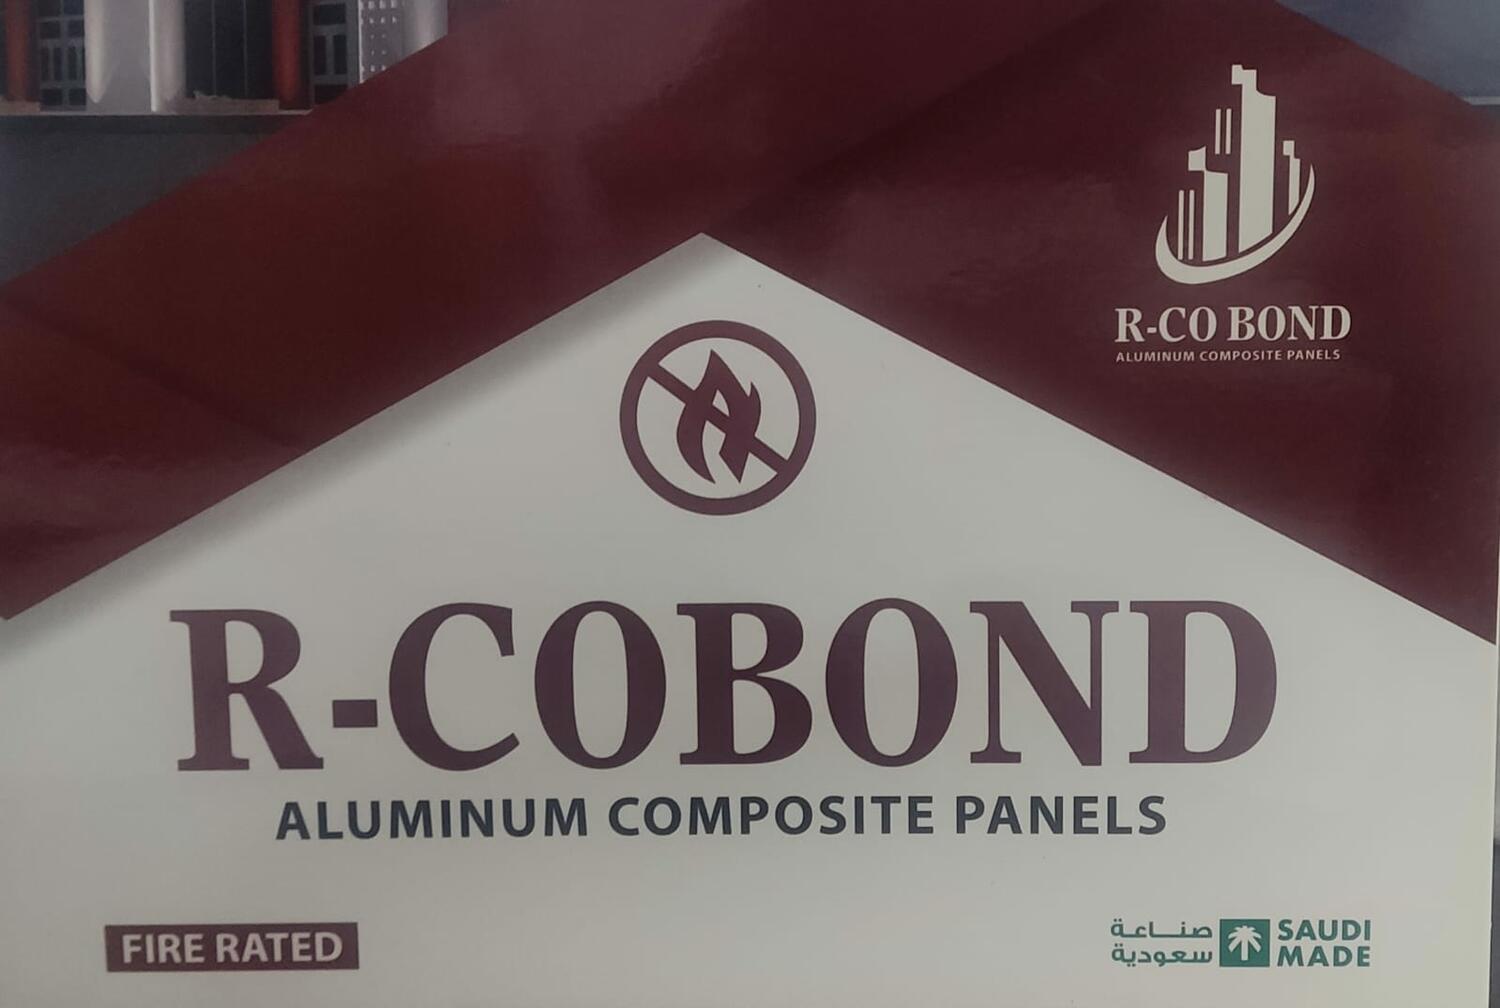 R-CO BOND
ALUMINUM COMPOSITE PANELS
R-COBOND
ALUMINUM COMPOSITE PANELS
FIRE RATED
صناعة
سعودية
SAUDI
MADE